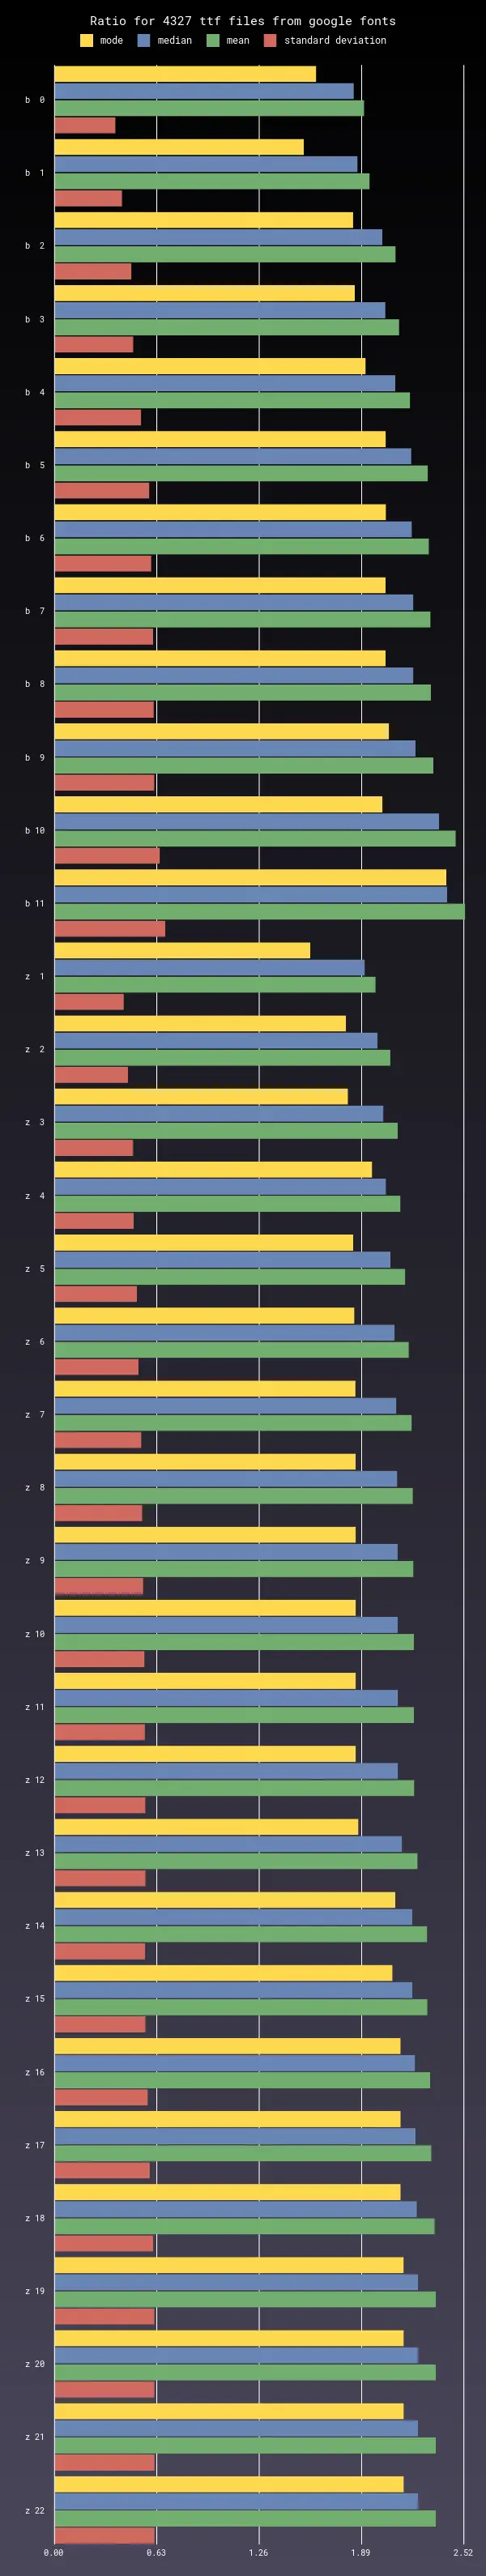 Ratio for 4327 ttf files from google fonts
mode median mean standard deviation
b 0
b 1
b 2
b 3
b 4
b 5
b 6
b 7
b 8
b 9
b 10
b 11
z 1
z 2
z 3
z 4
z 5
z 6
z 7
z 8
z 9
z 10
z 11
z 12
z 13
z 14
z 15
z 16
z 17
z 18
z 19
z 20
z 21
z 22
0.00 0.63 1.26 1.89 2.52